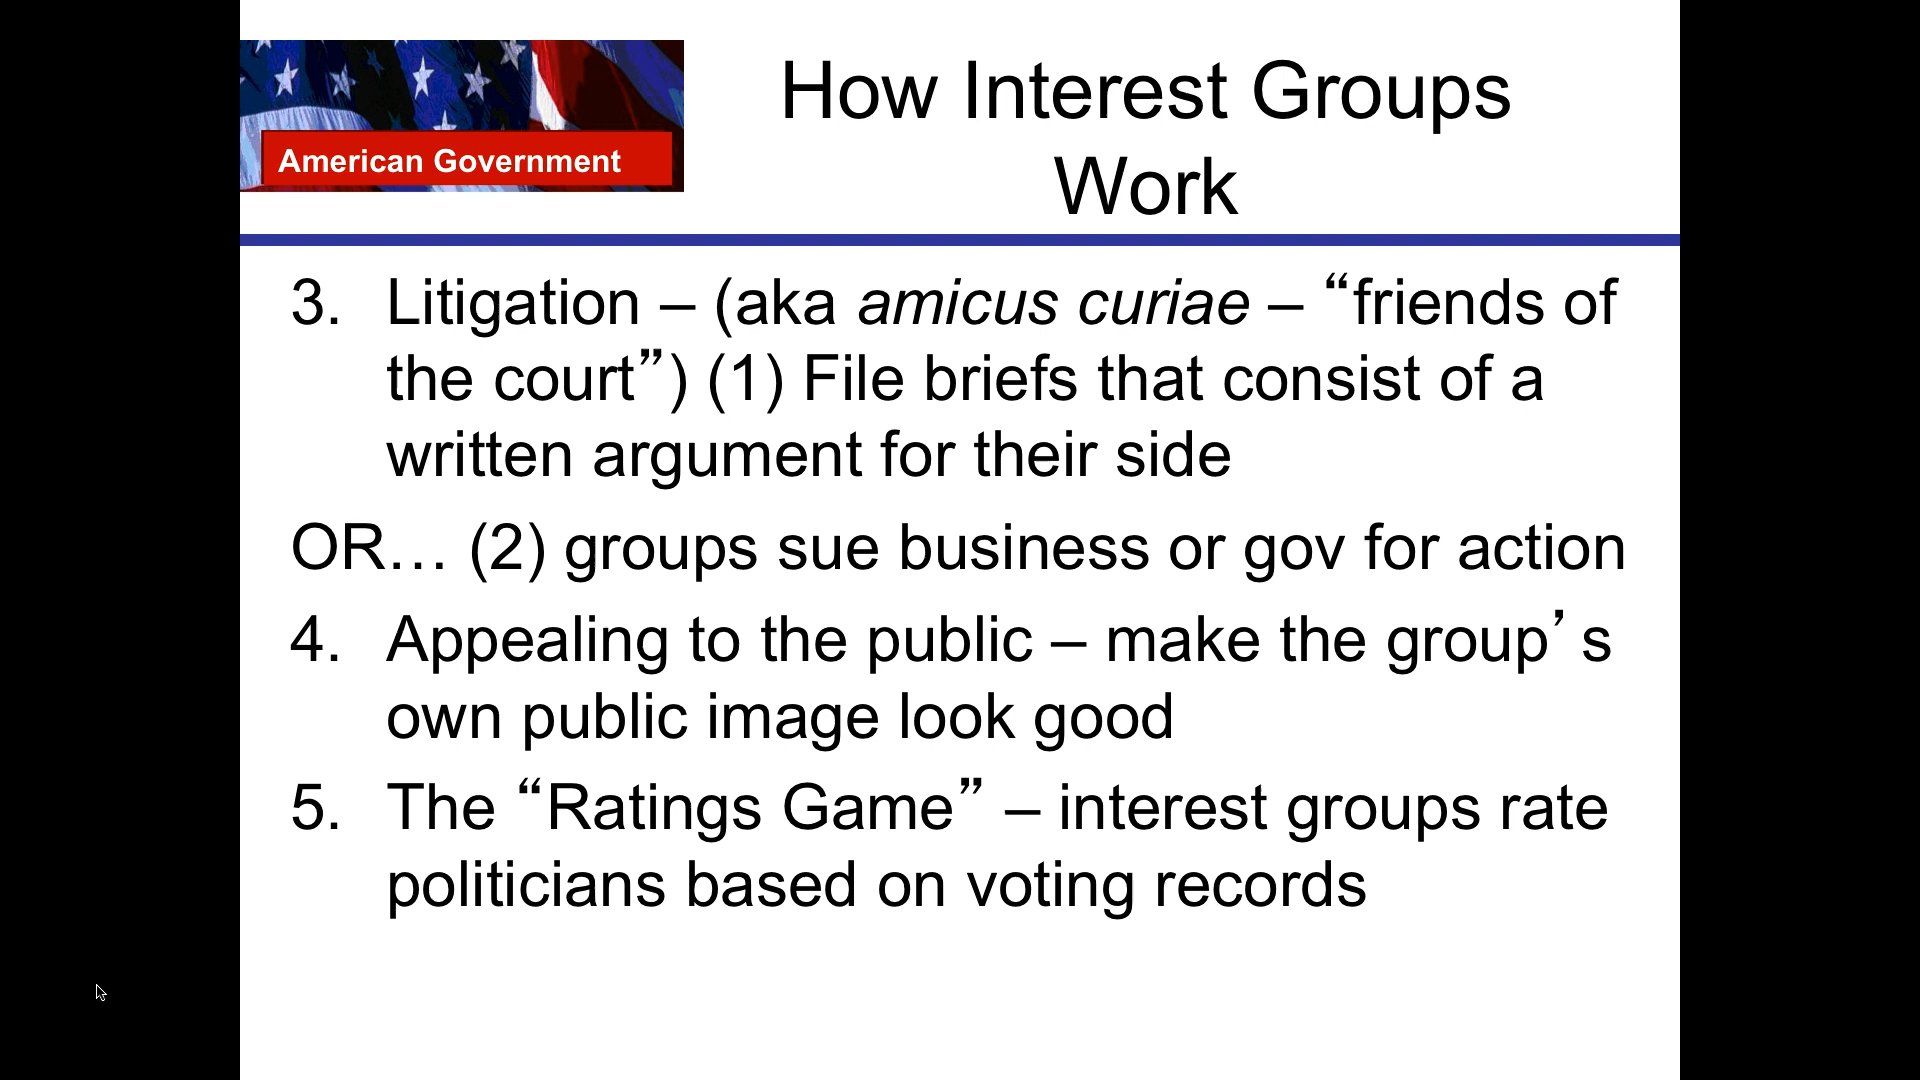 American Government
How Interest Groups
Work
3. Litigation – (aka amicus curiae – “friends of
the court”) (1) File briefs that consist of a
written argument for their side
OR… (2) groups sue business or gov for action
4. Appealing to the public – make the group’s
own public image look good
5. The “Ratings Game” – interest groups rate
politicians based on voting records